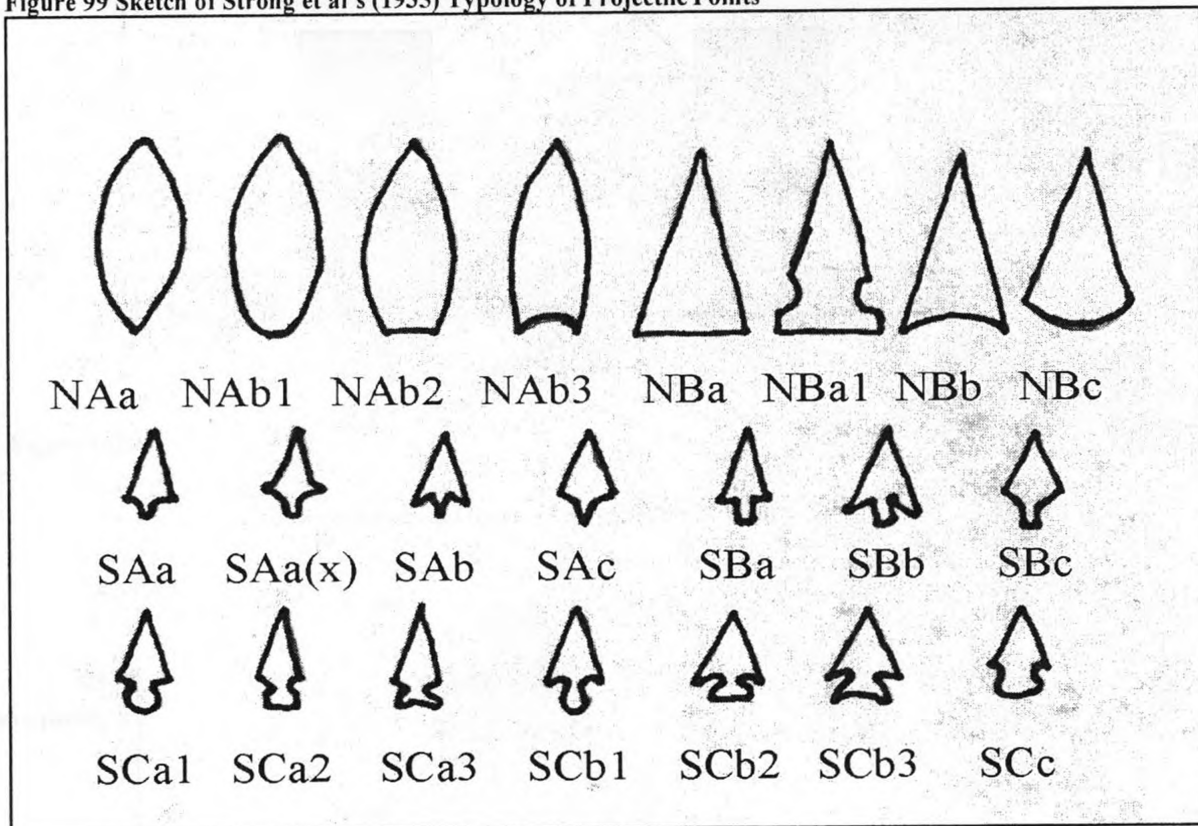 Figure 99 Sketch of Strong et al's (1935) Typology of Projectile Points
NAa NAb1 NAb2 NAb3 NBa NBa1 NBb NBc
SAa SAa(x) SAb SAc SBa SBb SBc
SCa1 SCa2 SCa3 SCb1 SCb2 SCb3 SCc